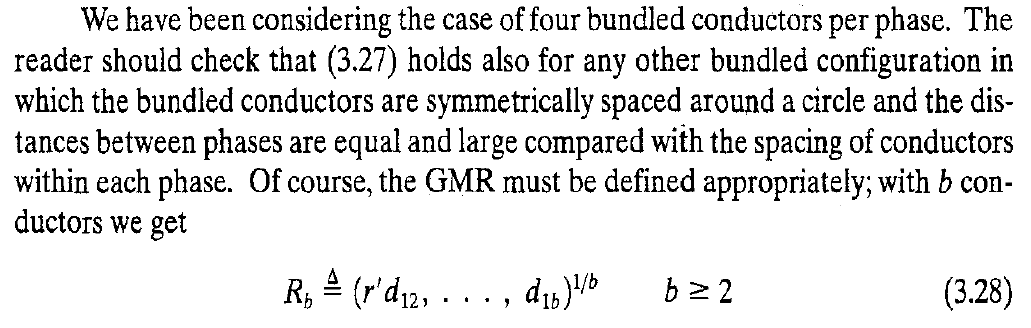 We have been considering the case of four bundled conductors per phase. The
reader should check that (3.27) holds also for any other bundled configuration in
which the bundled conductors are symmetrically spaced around a circle and the dis-
tances between phases are equal and large compared with the spacing of conductors
within each phase. Of course, the GMR must be defined appropriately; with b con-
ductors we get
R_b ≜ (r′d₁₂, . . . , d_{1b})^{1/b} b ≥ 2 (3.28)